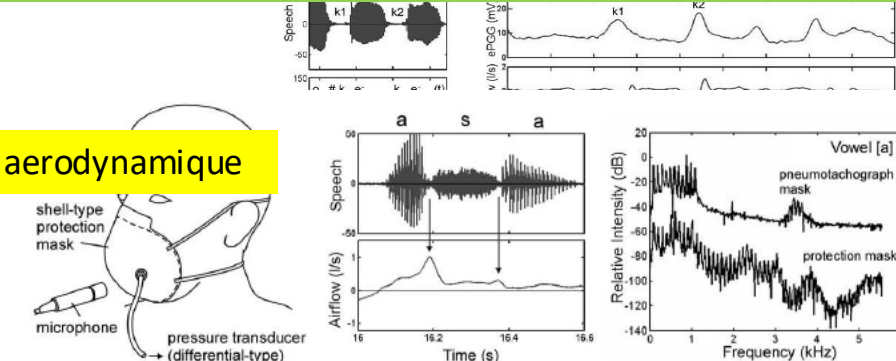 Speech
k1
k2
0
-50
150
o # k e: k e: (t)
ePGG (mV)
20
10
0
k1
k2
2
w (l/s)
aerodynamique
shell-type
protection
mask
microphone
pressure transducer
(differential-type)
a s a
Speech
50
0
-50
Airflow (l/s)
1
0
-1
16 16.2 16.4 16.6
Time (s)
Relative Intensity (dB)
20
0
-20
-40
-60
-80
-100
-120
-140
Vowel [a]
pneumotachograph
mask
protection mask
0 1 2 3 4 5
Frequency (kHz)